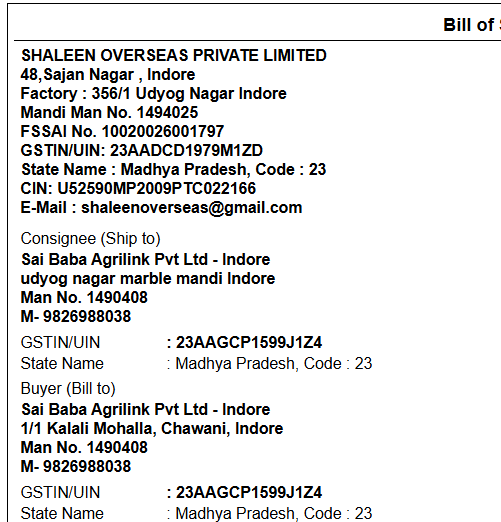 Bill of
SHALEEN OVERSEAS PRIVATE LIMITED
48,Sajan Nagar , Indore
Factory : 356/1 Udyog Nagar Indore
Mandi Man No. 1494025
FSSAI No. 10020026001797
GSTIN/UIN: 23AADCD1979M1ZD
State Name : Madhya Pradesh, Code : 23
CIN: U52590MP2009PTC022166
E-Mail : shaleenoverseas@gmail.com
Consignee (Ship to)
Sai Baba Agrilink Pvt Ltd - Indore
udyog nagar marble mandi Indore
Man No. 1490408
M- 9826988038
GSTIN/UIN : 23AAGCP1599J1Z4
State Name : Madhya Pradesh, Code : 23
Buyer (Bill to)
Sai Baba Agrilink Pvt Ltd - Indore
1/1 Kalali Mohalla, Chawani, Indore
Man No. 1490408
M- 9826988038
GSTIN/UIN : 23AAGCP1599J1Z4
State Name : Madhya Pradesh, Code : 23